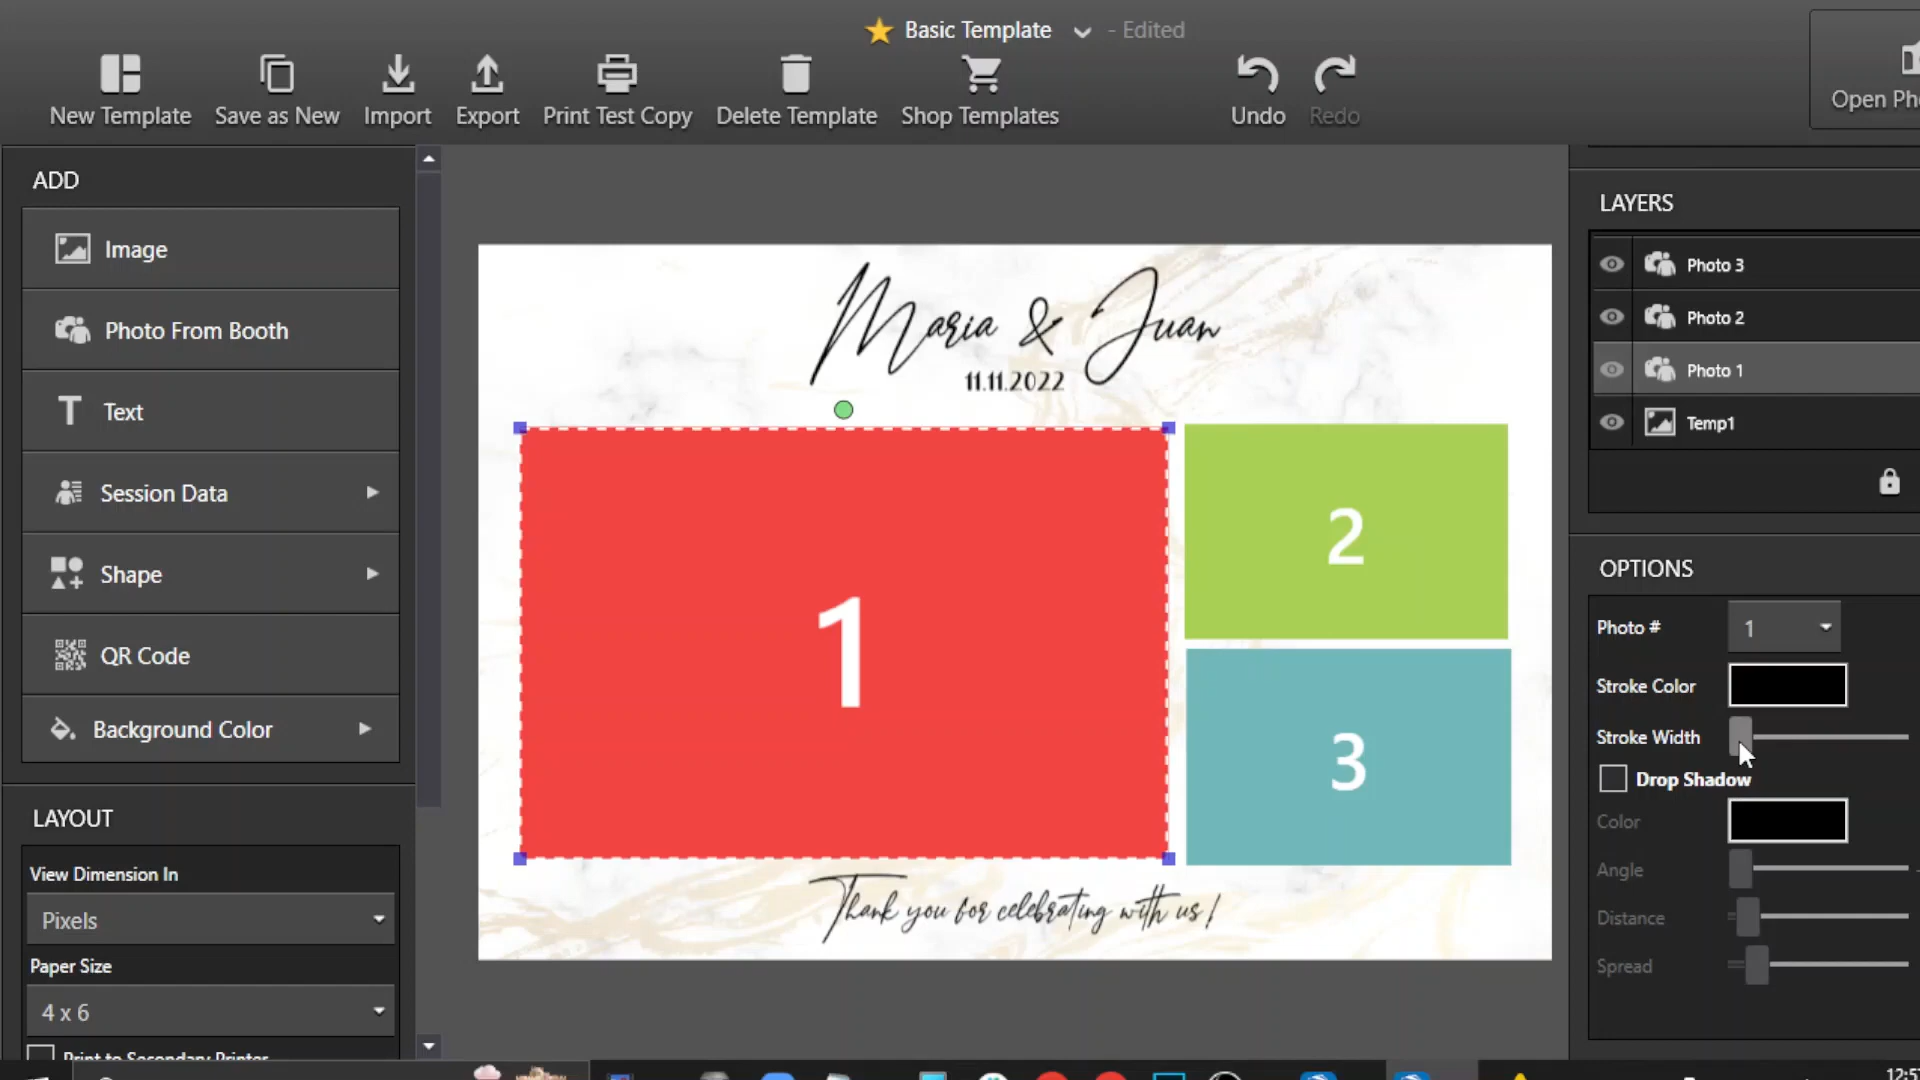 Basic Template - Edited
New Template
Save as New
Import
Export
Print Test Copy
Delete Template
Shop Templates
Undo
Redo
ADD
Image
Photo From Booth
Text
Session Data
Shape
QR Code
Background Color
LAYOUT
View Dimension In
Pixels
Paper Size
4 x 6
Print to Secondary Printer
Maria & Juan
11.11.2022
1
2
3
Thank you for celebrating with us!
LAYERS
Photo 3
Photo 2
Photo 1
Temp1
OPTIONS
Photo # 1
Stroke Color
Stroke Width
Drop Shadow
Color
Angle
Distance
Spread
Open